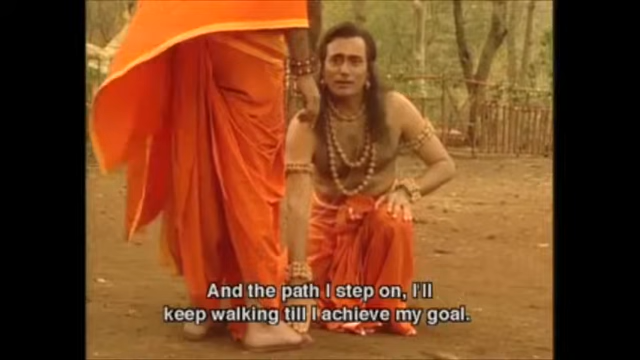 And the path I step on, I'll
keep walking till I achieve my goal.